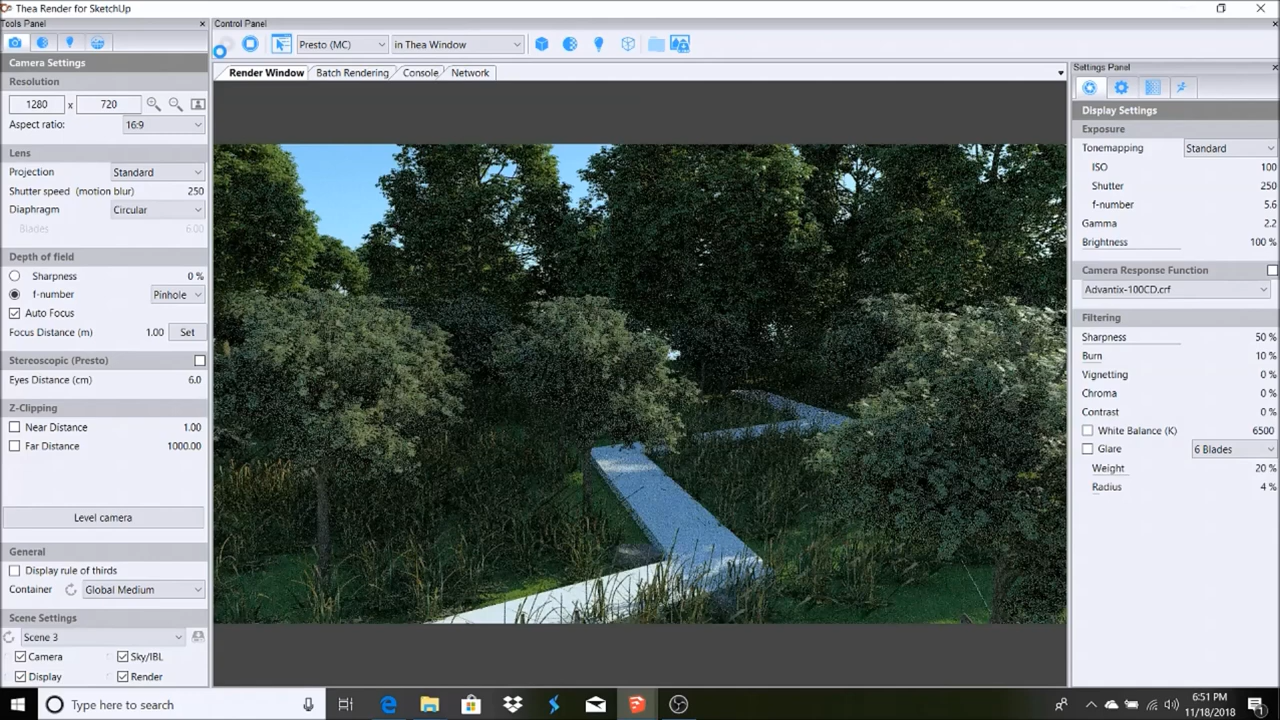 Thea Render for SketchUp
Tools Panel
Camera Settings
Resolution
1280 x 720
Aspect ratio: 16:9
Lens
Projection Standard
Shutter speed (motion blur) 250
Diaphragm Circular
Blades 6.00
Depth of field
Sharpness 0 %
f-number Pinhole
Auto Focus
Focus Distance (m) 1.00 Set
Stereoscopic (Presto)
Eyes Distance (cm) 6.0
Z-Clipping
Near Distance 1.00
Far Distance 1000.00
Level camera
General
Display rule of thirds
Container Global Medium
Scene Settings
Scene 3
Camera Sky/IBL
Display Render
Control Panel
Presto (MC) in Thea Window
Render Window Batch Rendering Console Network
Settings Panel
Display Settings
Exposure
Tonemapping Standard
ISO 100
Shutter 250
f-number 5.6
Gamma 2.2
Brightness 100 %
Camera Response Function
Advantix-100CD.crf
Filtering
Sharpness 50 %
Burn 10 %
Vignetting 0 %
Chroma 0 %
Contrast 0 %
White Balance (K) 6500
Glare 6 Blades
Weight 20 %
Radius 4 %
Type here to search
6:51 PM
11/18/2018
1